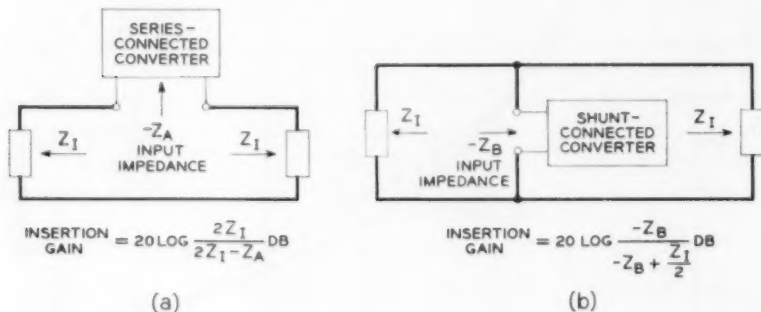 SERIES-
CONNECTED
CONVERTER
Z_I
-Z_A
INPUT
IMPEDANCE
Z_I
INSERTION GAIN = 20 LOG 2Z_I / (2Z_I - Z_A) DB
(a)
Z_I
-Z_B
INPUT
IMPEDANCE
SHUNT-
CONNECTED
CONVERTER
Z_I
INSERTION GAIN = 20 LOG -Z_B / (-Z_B + Z_I/2) DB
(b)